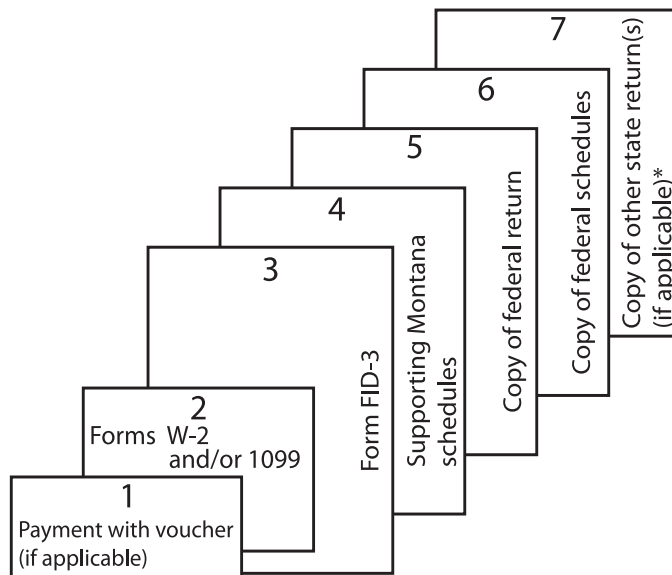 1
Payment with voucher
(if applicable)
2
Forms W-2
and/or 1099
3
Form FID-3
4
Supporting Montana
schedules
5
Copy of federal return
6
Copy of federal schedules
7
Copy of other state return(s)
(if applicable)*